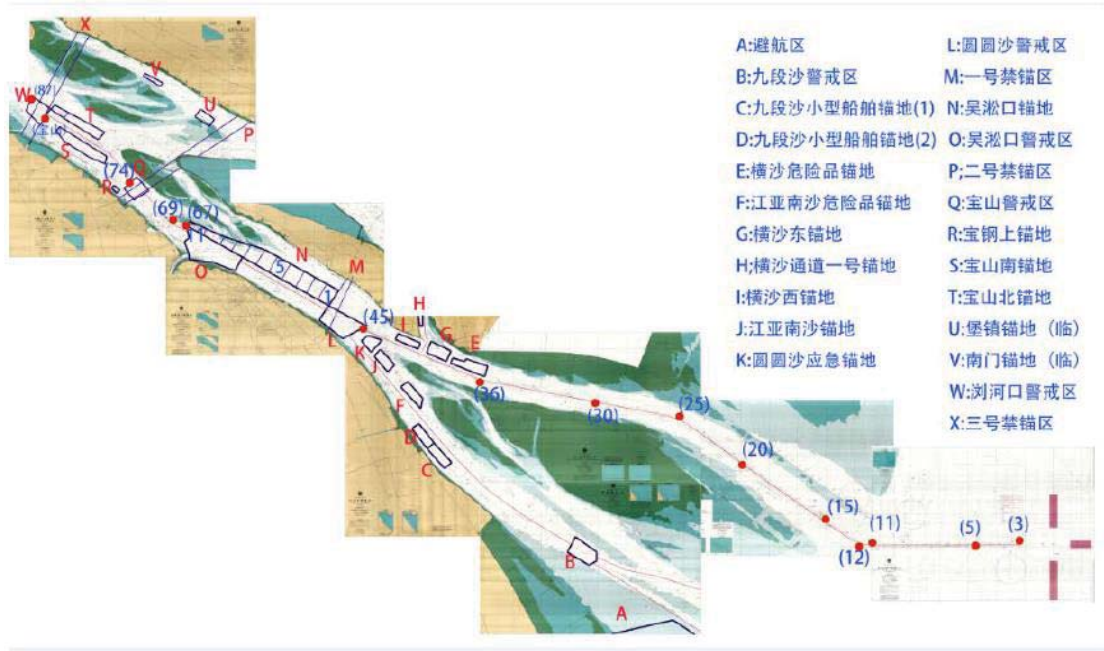 A:避航区
B:九段沙警戒区
C:九段沙小型船舶锚地(1)
D:九段沙小型船舶锚地(2)
E:横沙危险品锚地
F:江亚南沙危险品锚地
G:横沙东锚地
H;横沙通道一号锚地
I:横沙西锚地
J:江亚南沙锚地
K:圆圆沙应急锚地
L:圆圆沙警戒区
M:一号禁锚区
N:吴淞口锚地
O:吴淞口警戒区
P;二号禁锚区
Q:宝山警戒区
R:宝钢上锚地
S:宝山南锚地
T:宝山北锚地
U:堡镇锚地（临）
V:南门锚地（临）
W:浏河口警戒区
X:三号禁锚区
X
V
W
(87)
U
T
(宝山)
P
S
(74)
Q
R
(69)
(67)
11
N
O
5
M
1
H
(45)
L
I
G
E
K
J
(36)
F
(30)
(25)
D
C
(20)
(15)
(11)
(5)
(3)
(12)
B
A